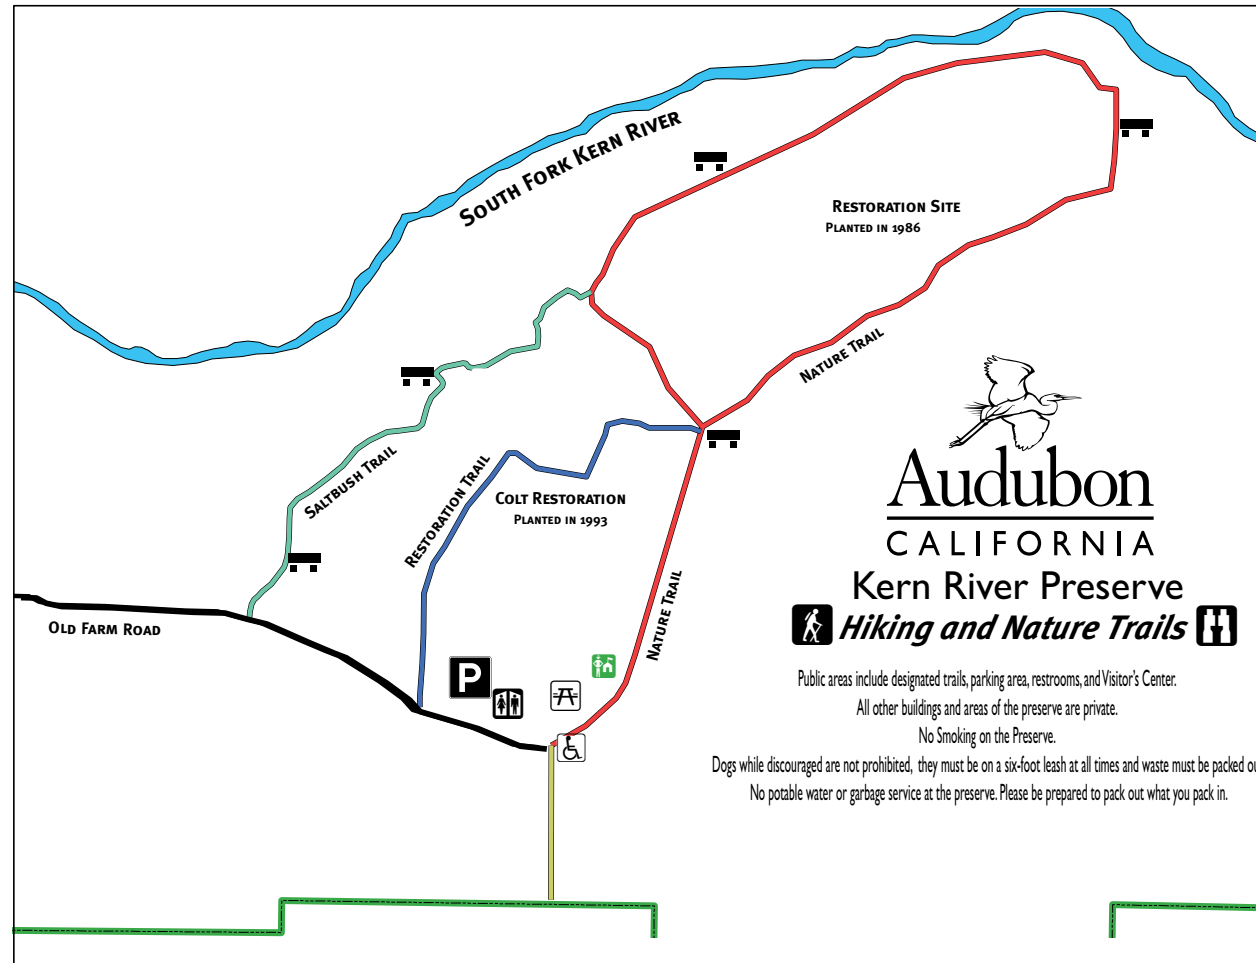 South Fork Kern River
Restoration Site
Planted in 1986
Nature Trail
Saltbush Trail
Restoration Trail
Colt Restoration
Planted in 1993
Nature Trail
Old Farm Road
P
Audubon
CALIFORNIA
Kern River Preserve
Hiking and Nature Trails
Public areas include designated trails, parking area, restrooms, and Visitor's Center.
All other buildings and areas of the preserve are private.
No Smoking on the Preserve.
Dogs while discouraged are not prohibited, they must be on a six-foot leash at all times and waste must be packed ou
No potable water or garbage service at the preserve. Please be prepared to pack out what you pack in.